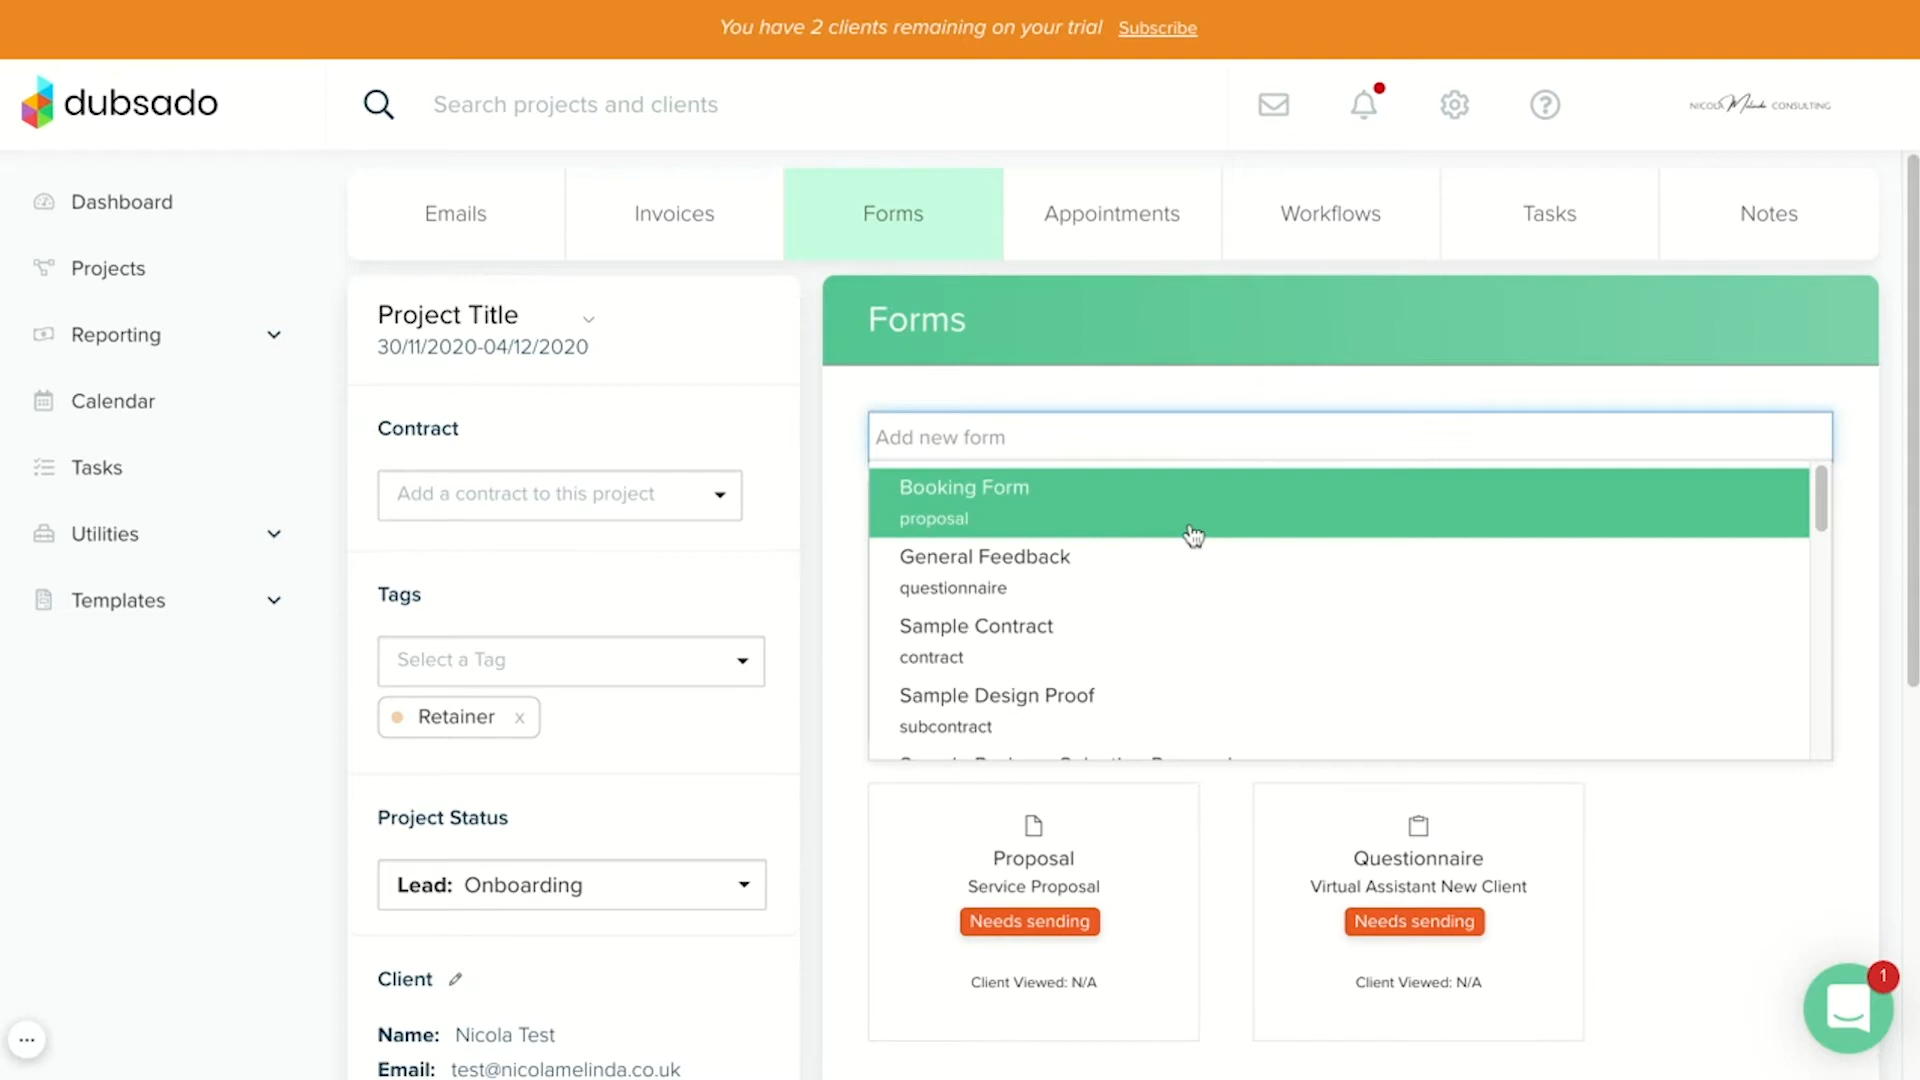 You have 2 clients remaining on your trial Subscribe
dubsado
Search projects and clients
NICOLA Melinda CONSULTING
Dashboard
Projects
Reporting
Calendar
Tasks
Utilities
Templates
...
Emails
Invoices
Forms
Appointments
Workflows
Tasks
Notes
Project Title
30/11/2020-04/12/2020
Contract
Add a contract to this project
Tags
Select a Tag
Retainer x
Project Status
Lead: Onboarding
Client
Name: Nicola Test
Email: test@nicolamelinda.co.uk
Forms
Add new form
Booking Form
proposal
General Feedback
questionnaire
Sample Contract
contract
Sample Design Proof
subcontract
Proposal
Service Proposal
Needs sending
Client Viewed: N/A
Questionnaire
Virtual Assistant New Client
Needs sending
Client Viewed: N/A
1